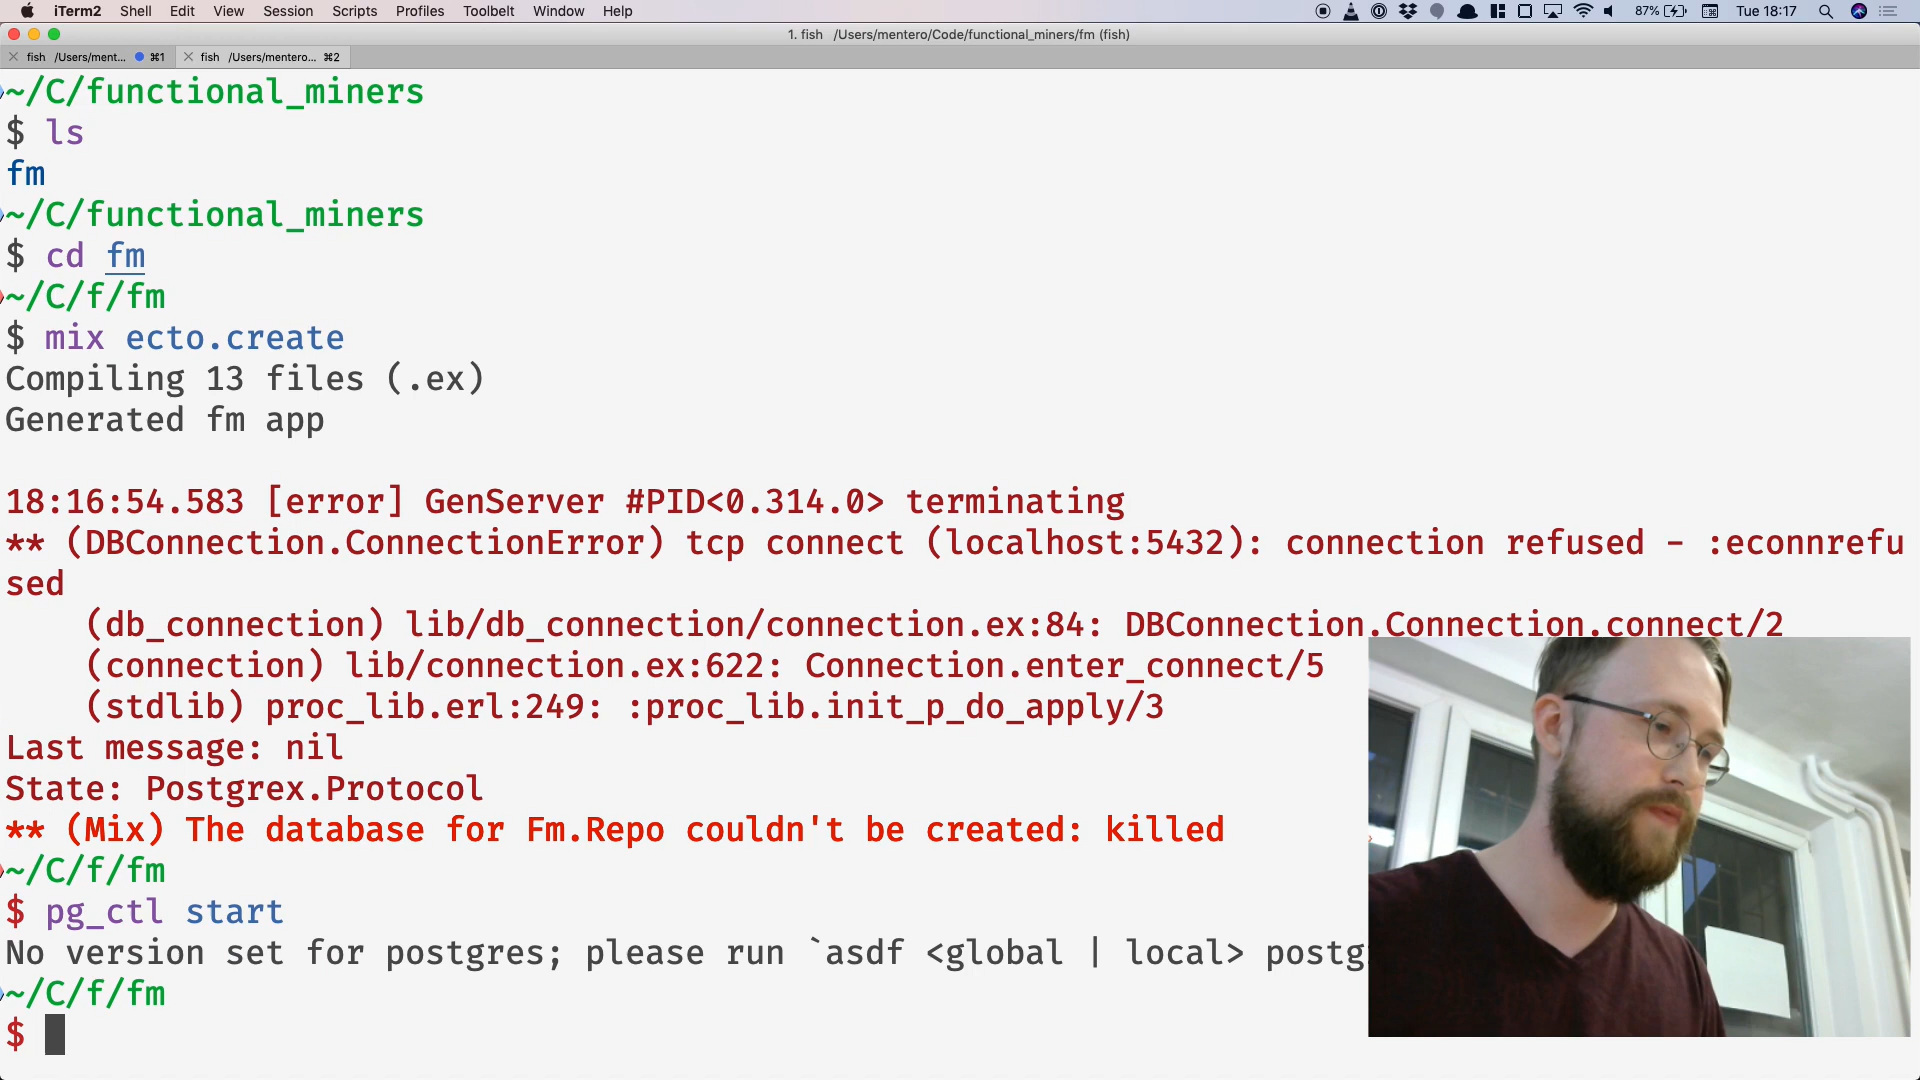 iTerm2 Shell Edit View Session Scripts Profiles Toolbelt Window Help 87% Tue 18:17
1. fish /Users/mentero/Code/functional_miners/fm (fish)
fish /Users/ment... ⌘1 fish /Users/mentero... ⌘2
~/C/functional_miners
$ ls
fm
~/C/functional_miners
$ cd fm
~/C/f/fm
$ mix ecto.create
Compiling 13 files (.ex)
Generated fm app
18:16:54.583 [error] GenServer #PID<0.314.0> terminating
** (DBConnection.ConnectionError) tcp connect (localhost:5432): connection refused - :econnrefu
sed
(db_connection) lib/db_connection/connection.ex:84: DBConnection.Connection.connect/2
(connection) lib/connection.ex:622: Connection.enter_connect/5
(stdlib) proc_lib.erl:249: :proc_lib.init_p_do_apply/3
Last message: nil
State: Postgrex.Protocol
** (Mix) The database for Fm.Repo couldn't be created: killed
~/C/f/fm
$ pg_ctl start
No version set for postgres; please run `asdf <global | local> postg
~/C/f/fm
$